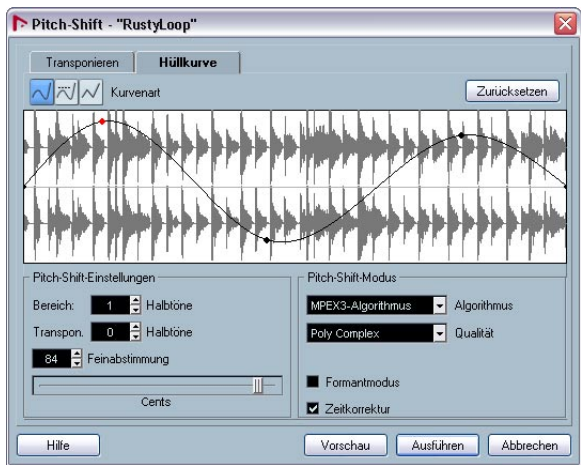 Pitch-Shift - "RustyLoop"
Transponieren Hüllkurve
Kurvenart Zurücksetzen
Pitch-Shift-Einstellungen
Bereich: 1 Halbtöne
Transpon. 0 Halbtöne
84 Feinabstimmung
Cents
Pitch-Shift-Modus
MPEX3-Algorithmus Algorithmus
Poly Complex Qualität
Formantmodus
Zeitkorrektur
Hilfe Vorschau Ausführen Abbrechen